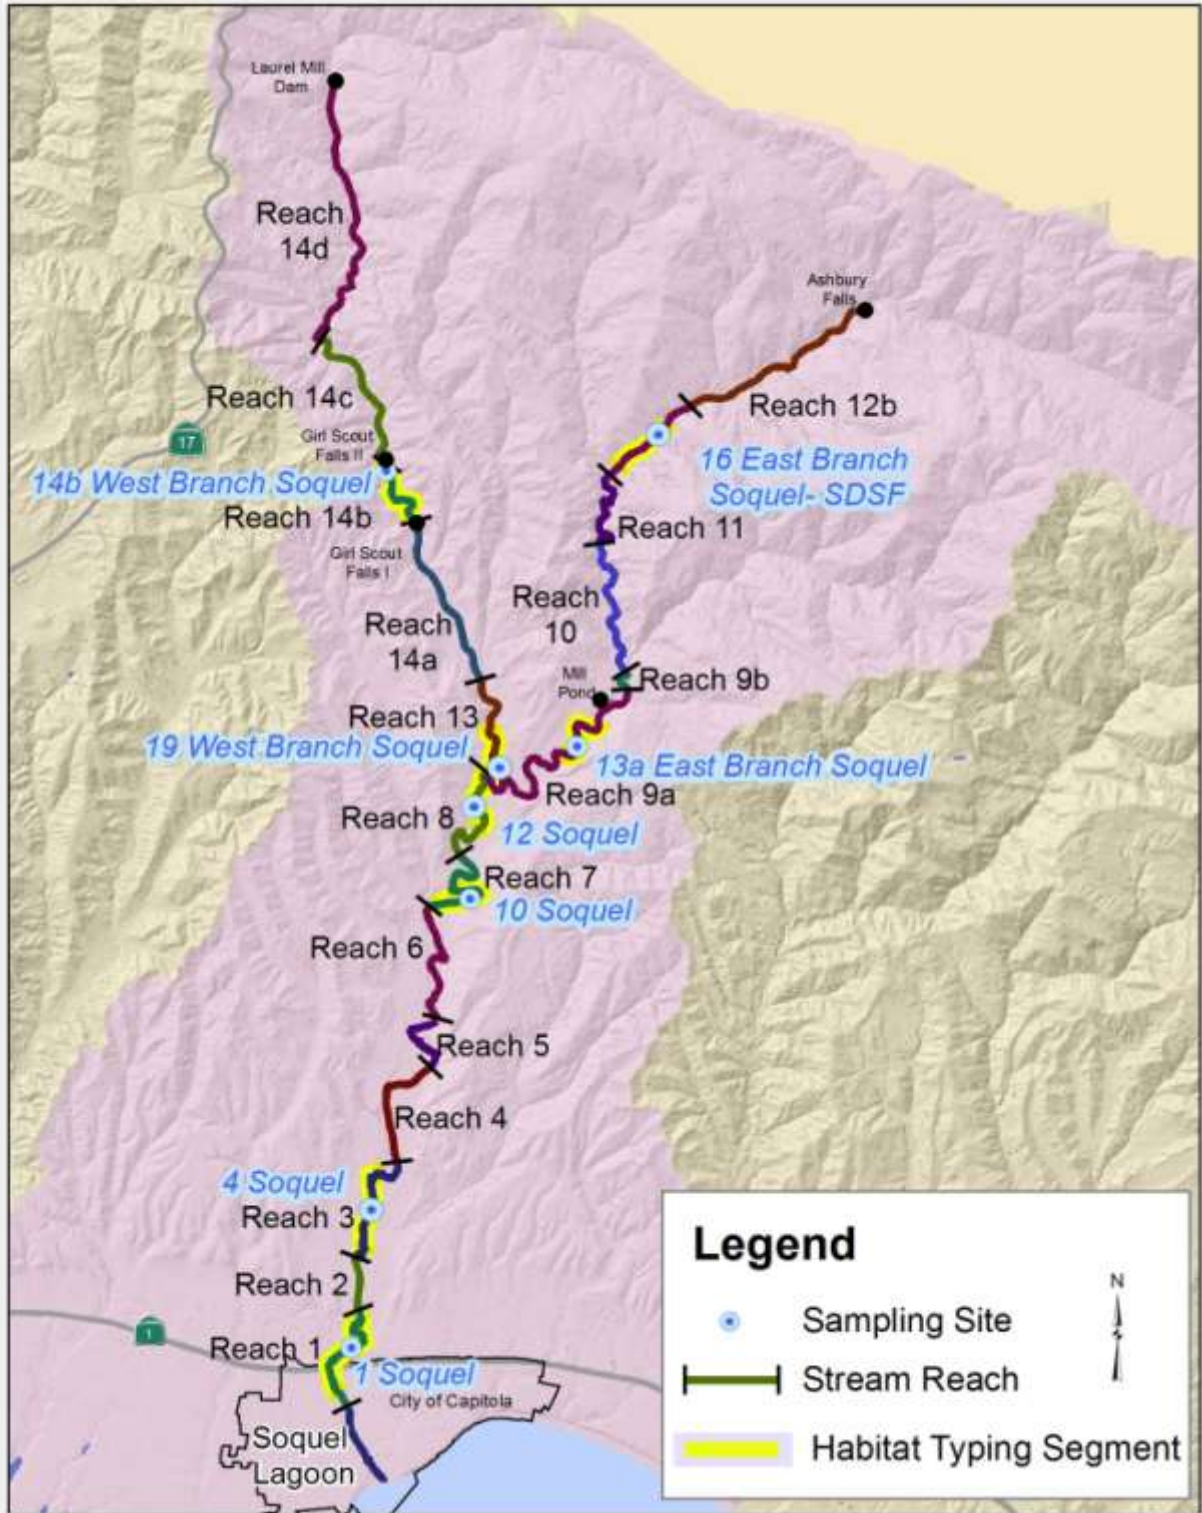 Laurel Mill
Dam
Reach
14d
Ashbury
Falls
Reach 14c
Reach 12b
17
Girl Scout
Falls II
16 East Branch
Soquel- SDSF
14b West Branch Soquel
Reach 14b
Reach 11
Girl Scout
Falls I
Reach
10
Reach
14a
Mill
Pond
Reach 9b
Reach 13
19 West Branch Soquel
13a East Branch Soquel
Reach 9a
Reach 8
12 Soquel
Reach 7
10 Soquel
Reach 6
Reach 5
Reach 4
4 Soquel
Reach 3
Reach 2
1
Reach 1
1 Soquel
City of Capitola
Soquel
Lagoon
Legend
N
Sampling Site
Stream Reach
Habitat Typing Segment